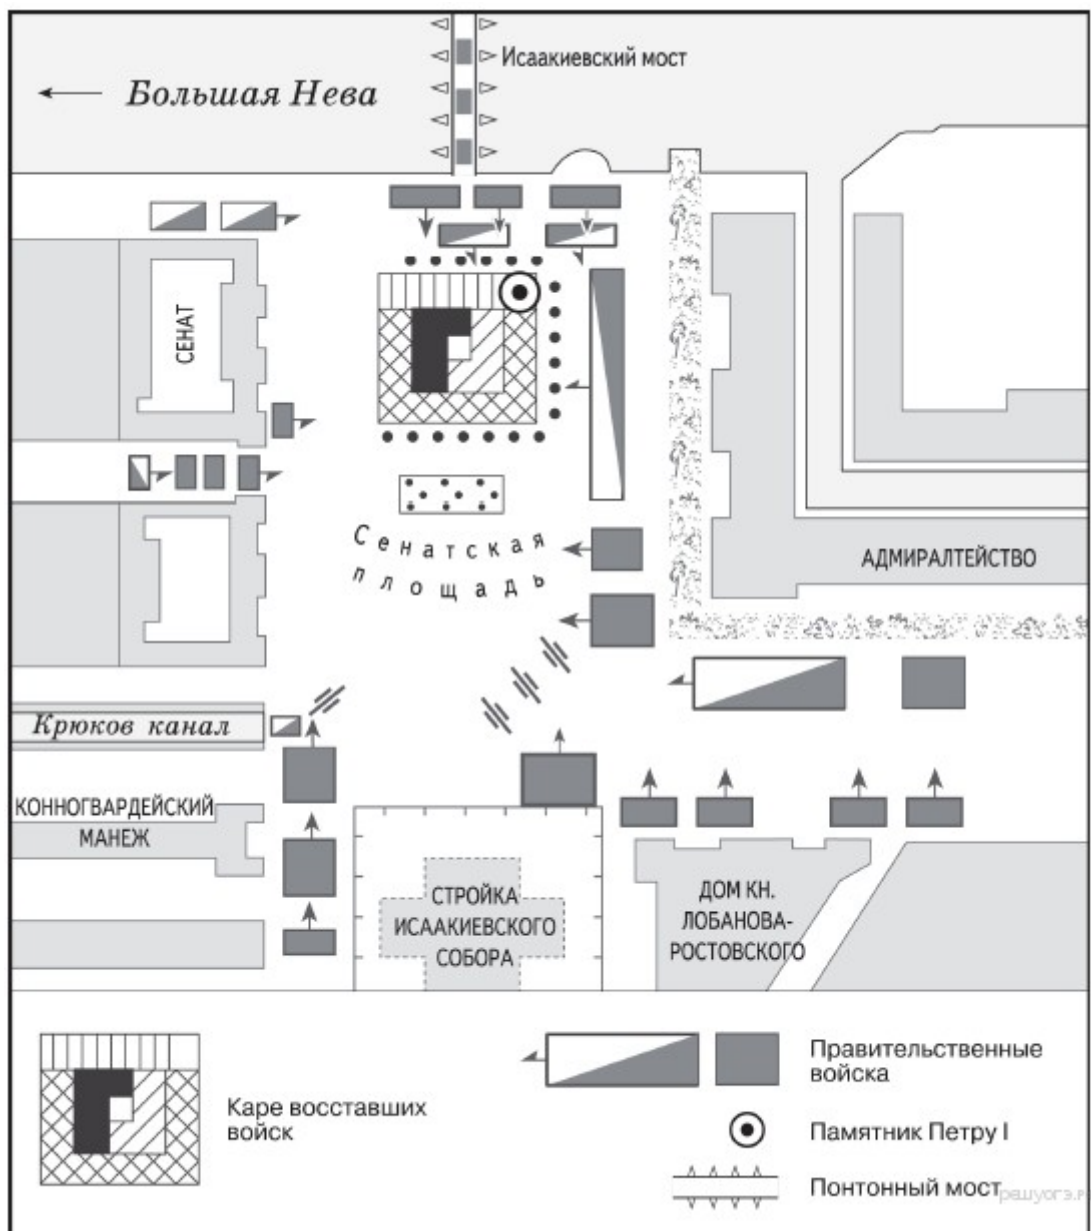 Исаакиевский мост
Большая Нева
СЕНАТ
Сенатская
площадь
АДМИРАЛТЕЙСТВО
Крюков канал
КОННОГВАРДЕЙСКИЙ
МАНЕЖ
СТРОЙКА
ИСААКИЕВСКОГО
СОБОРА
ДОМ КН.
ЛОБАНОВА-
РОСТОВСКОГО
Каре восставших
войск
Правительственные
войска
Памятник Петру I
Понтонный мост